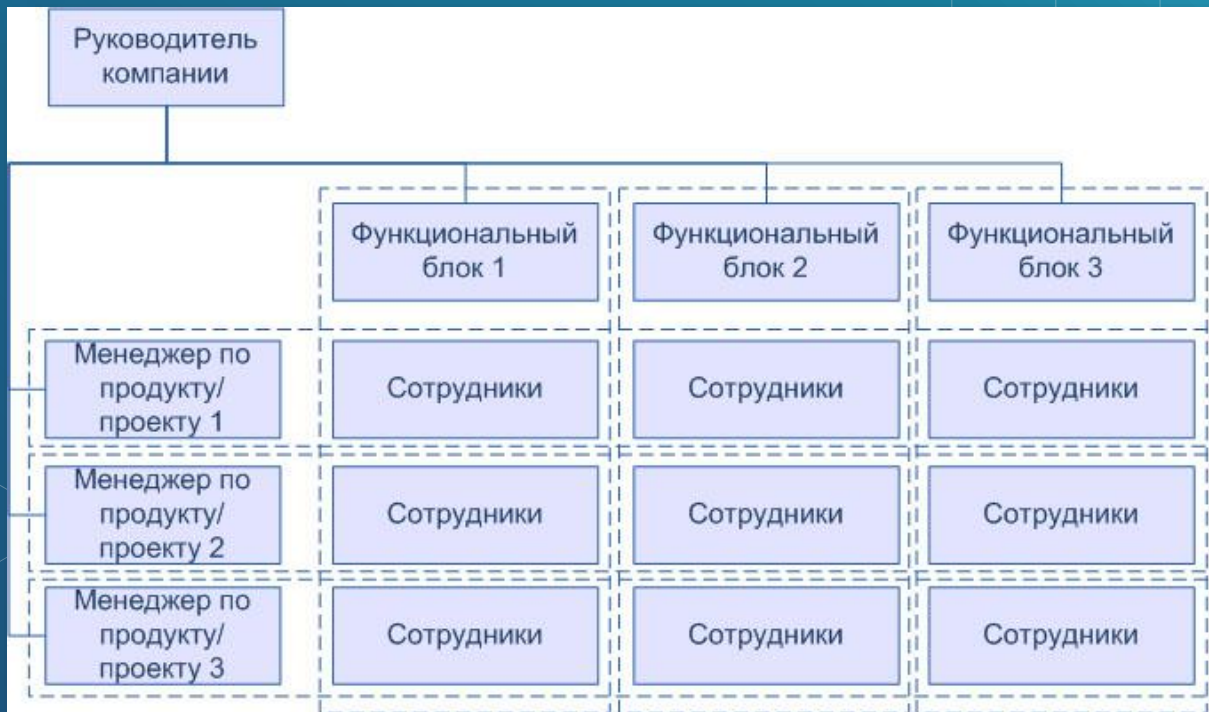 Руководитель
компании
Функциональный
блок 1
Функциональный
блок 2
Функциональный
блок 3
Менеджер по
продукту/
проекту 1
Сотрудники
Сотрудники
Сотрудники
Менеджер по
продукту/
проекту 2
Сотрудники
Сотрудники
Сотрудники
Менеджер по
продукту/
проекту 3
Сотрудники
Сотрудники
Сотрудники